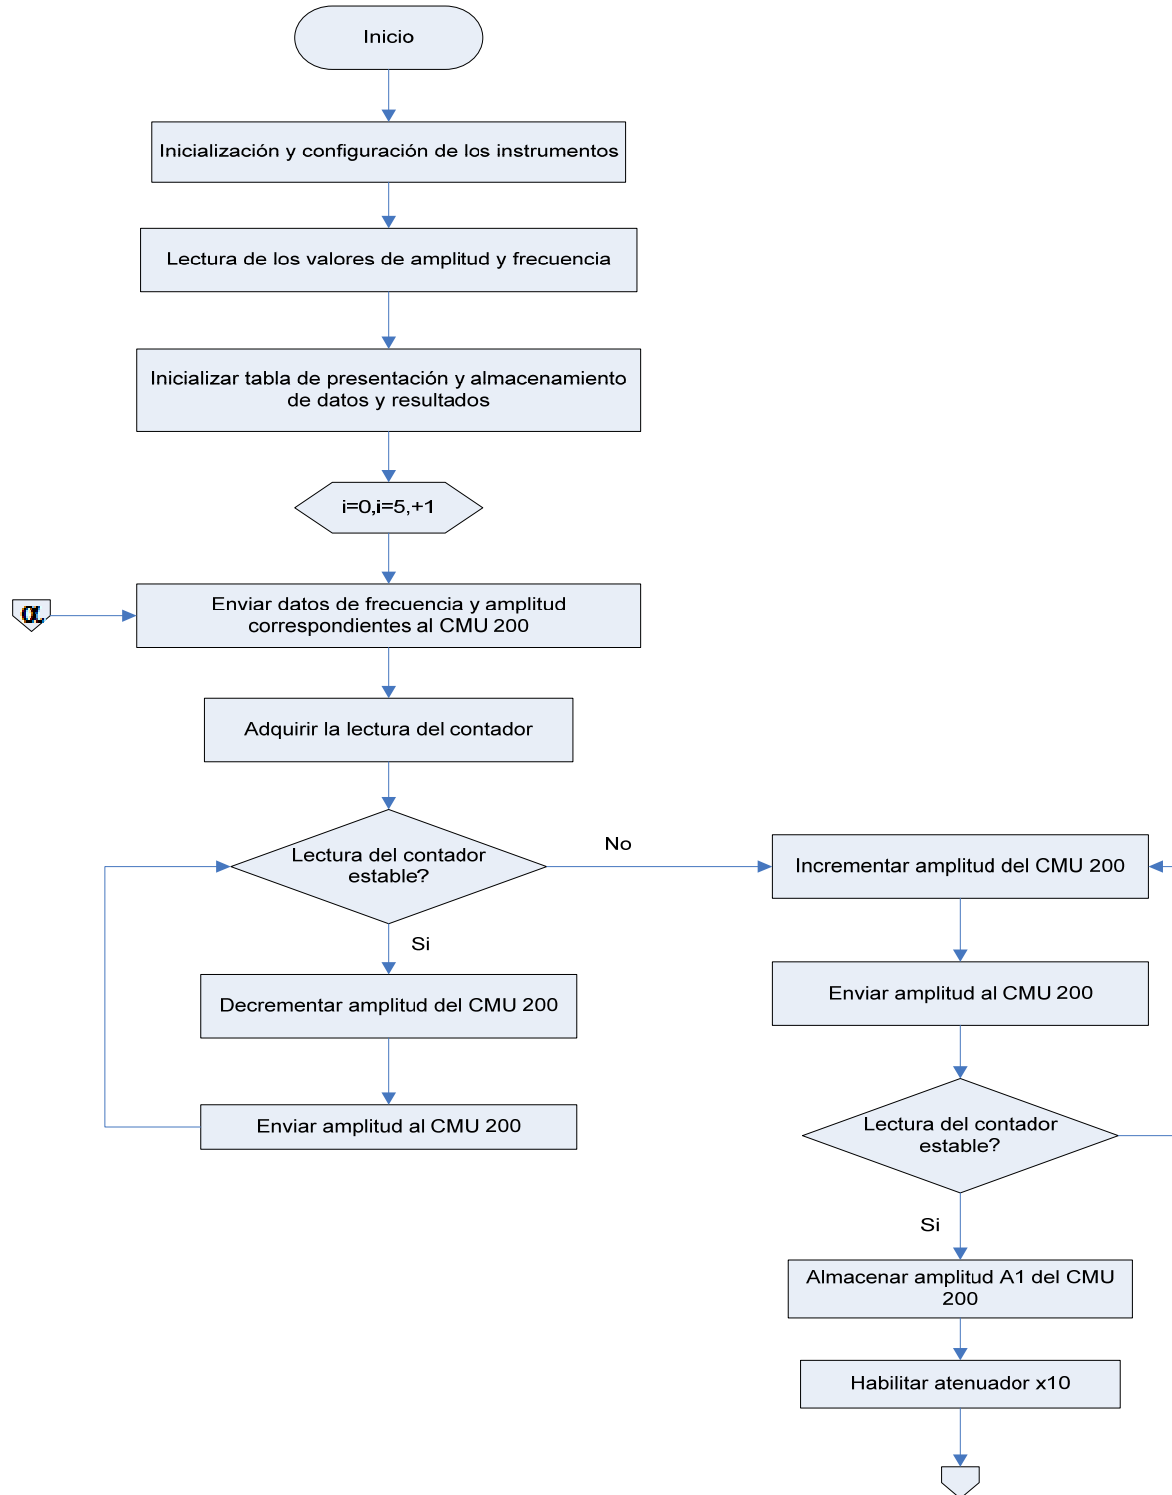 Inicio
Inicialización y configuración de los instrumentos
Lectura de los valores de amplitud y frecuencia
Inicializar tabla de presentación y almacenamiento
de datos y resultados
i=0,i=5,+1
α
Enviar datos de frecuencia y amplitud
correspondientes al CMU 200
Adquirir la lectura del contador
Lectura del contador
estable?
No
Si
Decrementar amplitud del CMU 200
Enviar amplitud al CMU 200
Incrementar amplitud del CMU 200
Enviar amplitud al CMU 200
Lectura del contador
estable?
Si
Almacenar amplitud A1 del CMU
200
Habilitar atenuador x10